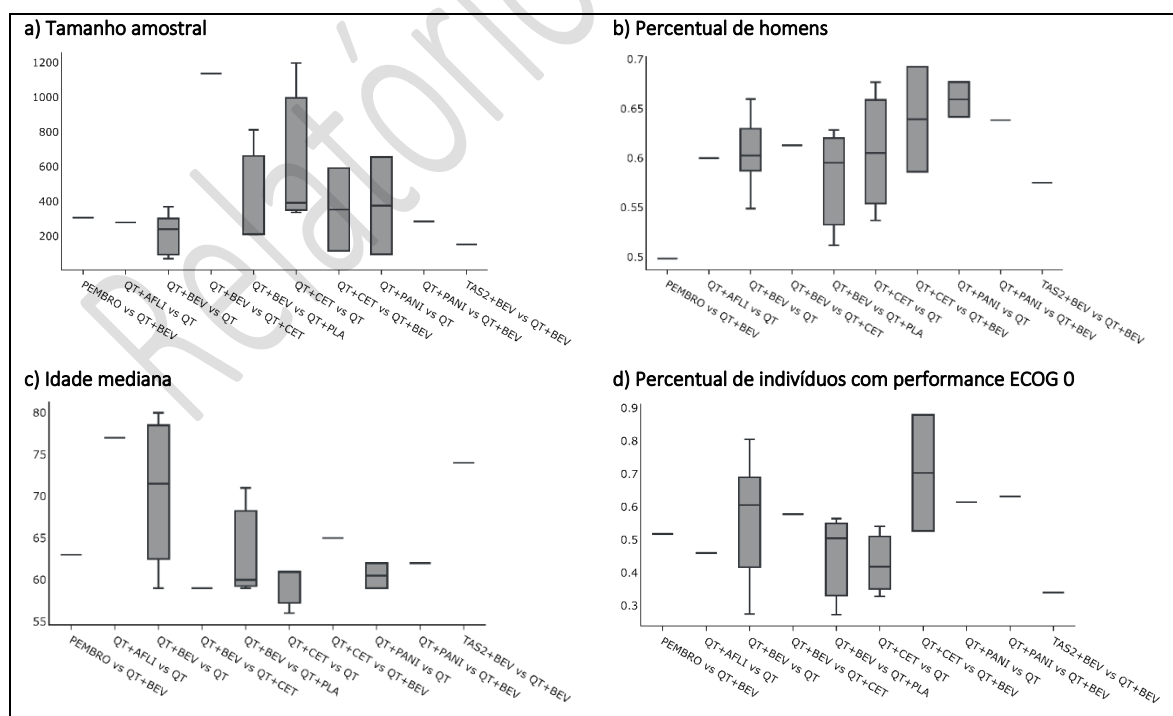 a) Tamanho amostral
1200
1000
800
600
400
200
PEMBRO vs QT+BEV
QT+AFLI vs QT
QT+BEV vs QT
QT+BEV vs QT+CET
QT+BEV vs QT+PLA
QT+CET vs QT
QT+CET vs QT+BEV
QT+PANI vs QT
QT+PANI vs QT+BEV
TAS2+BEV vs QT+BEV
b) Percentual de homens
0.7
0.65
0.6
0.55
0.5
PEMBRO vs QT+BEV
QT+AFLI vs QT
QT+BEV vs QT
QT+BEV vs QT+CET
QT+BEV vs QT+PLA
QT+CET vs QT
QT+CET vs QT+BEV
QT+PANI vs QT
QT+PANI vs QT+BEV
TAS2+BEV vs QT+BEV
c) Idade mediana
80
75
70
65
60
55
PEMBRO vs QT+BEV
QT+AFLI vs QT
QT+BEV vs QT
QT+BEV vs QT+CET
QT+BEV vs QT+PLA
QT+CET vs QT
QT+CET vs QT+BEV
QT+PANI vs QT
QT+PANI vs QT+BEV
TAS2+BEV vs QT+BEV
d) Percentual de indivíduos com performance ECOG 0
0.9
0.8
0.7
0.6
0.5
0.4
0.3
PEMBRO vs QT+BEV
QT+AFLI vs QT
QT+BEV vs QT
QT+BEV vs QT+CET
QT+BEV vs QT+PLA
QT+CET vs QT
QT+CET vs QT+BEV
QT+PANI vs QT
QT+PANI vs QT+BEV
TAS2+BEV vs QT+BEV
Relatóri